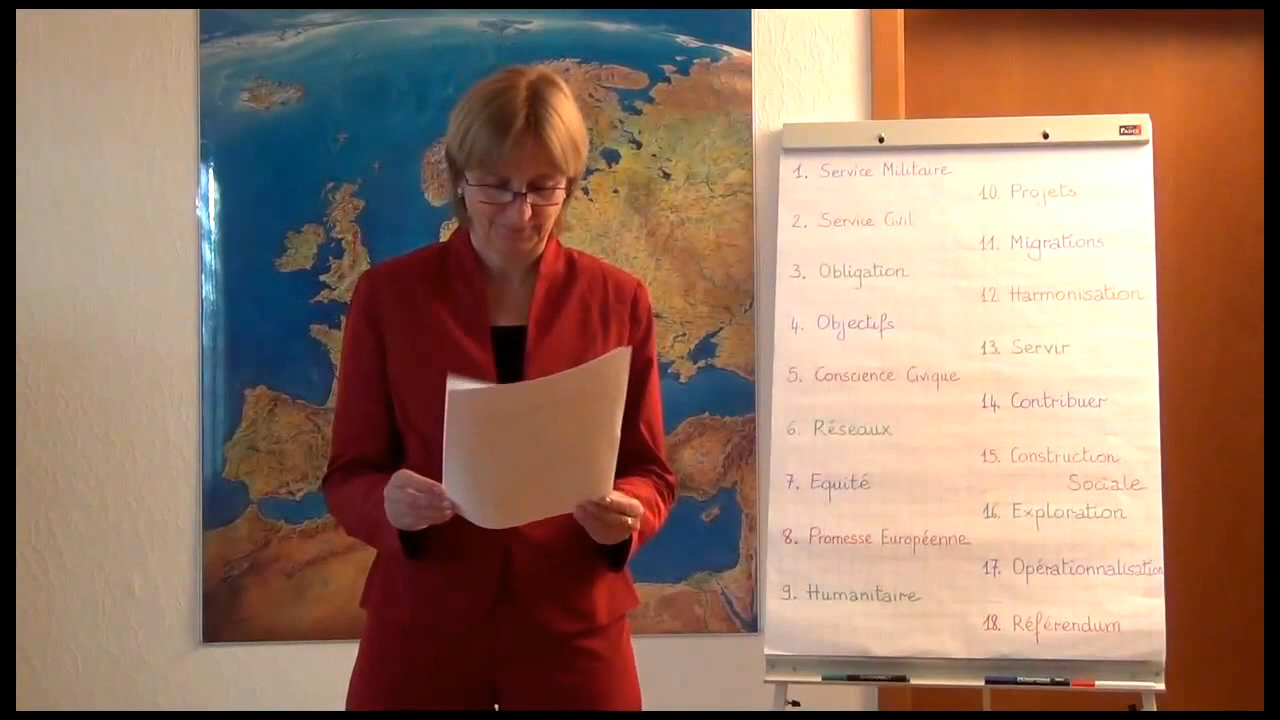 1. Service Militaire
2. Service Civil
3. Obligation
4. Objectifs
5. Conscience Civique
6. Réseaux
7. Equité
8. Promesse Européenne
9. Humanitaire
10. Projets
11. Migrations
12 Harmonisation
13. Servir
14. Contribuer
15. Construction
Sociale
16. Exploration
17. Opérationnalisation
18. Référendum